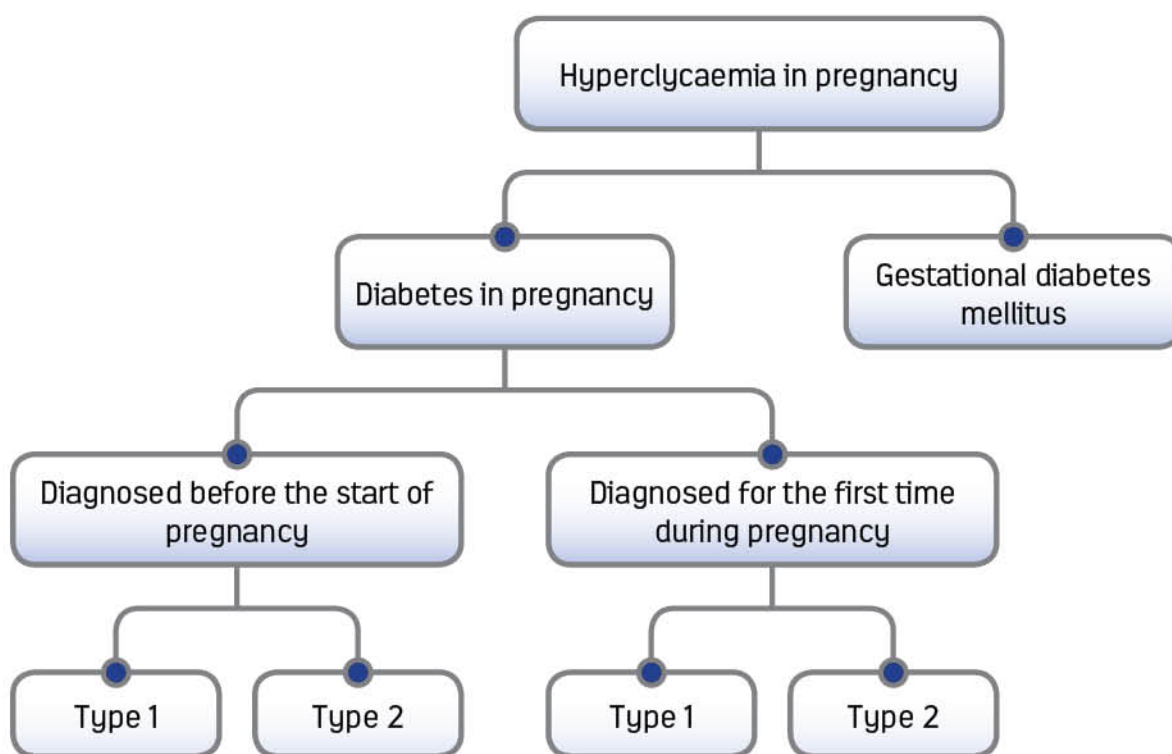 Hyperclycaemia in pregnancy
Diabetes in pregnancy
Gestational diabetes
mellitus
Diagnosed before the start of
pregnancy
Diagnosed for the first time
during pregnancy
Type 1
Type 2
Type 1
Type 2